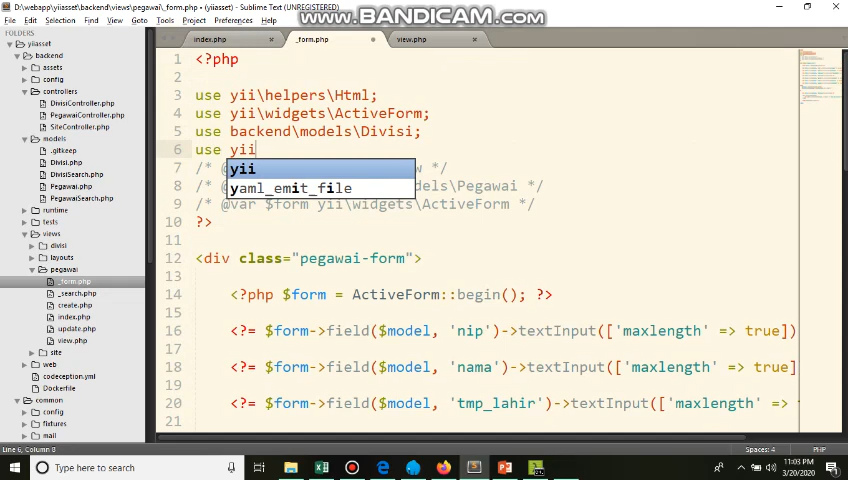 D:\webapp\yiiasset\backend\views\pegawai\_form.php • (yiiasset) - Sublime Text (UNREGISTERED)
www.BANDICAM.com
File Edit Selection Find View Goto Tools Project Preferences Help
FOLDERS
yiiasset
backend
assets
config
controllers
DivisiController.php
PegawaiController.php
SiteController.php
models
.gitkeep
Divisi.php
DivisiSearch.php
Pegawai.php
PegawaiSearch.php
runtime
tests
views
divisi
layouts
pegawai
_form.php
_search.php
create.php
index.php
update.php
view.php
site
web
codeception.yml
Dockerfile
common
config
fixtures
mail
index.php _form.php view.php
1 <?php
2
3 use yii\helpers\Html;
4 use yii\widgets\ActiveForm;
5 use backend\models\Divisi;
6 use yii
yii
yaml_emit_file
7 /* @ w */
8 /* @ dels\Pegawai */
9 /* @var $form yii\widgets\ActiveForm */
10 ?>
11
12 <div class="pegawai-form">
13
14 <?php $form = ActiveForm::begin(); ?>
15
16 <?= $form->field($model, 'nip')->textInput(['maxlength' => true])
17
18 <?= $form->field($model, 'nama')->textInput(['maxlength' => true]
19
20 <?= $form->field($model, 'tmp_lahir')->textInput(['maxlength' =>
21
Line 6, Column 8 Spaces: 4 PHP
Type here to search
11:03 PM
3/20/2020